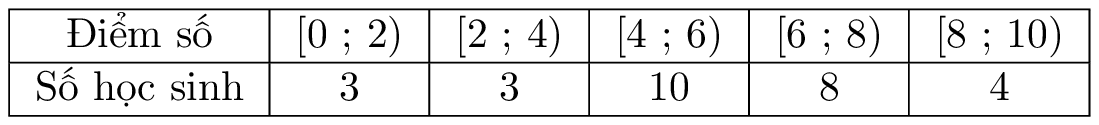 Điểm số [0 ; 2) [2 ; 4) [4 ; 6) [6 ; 8) [8 ; 10)
Số học sinh 3 3 10 8 4